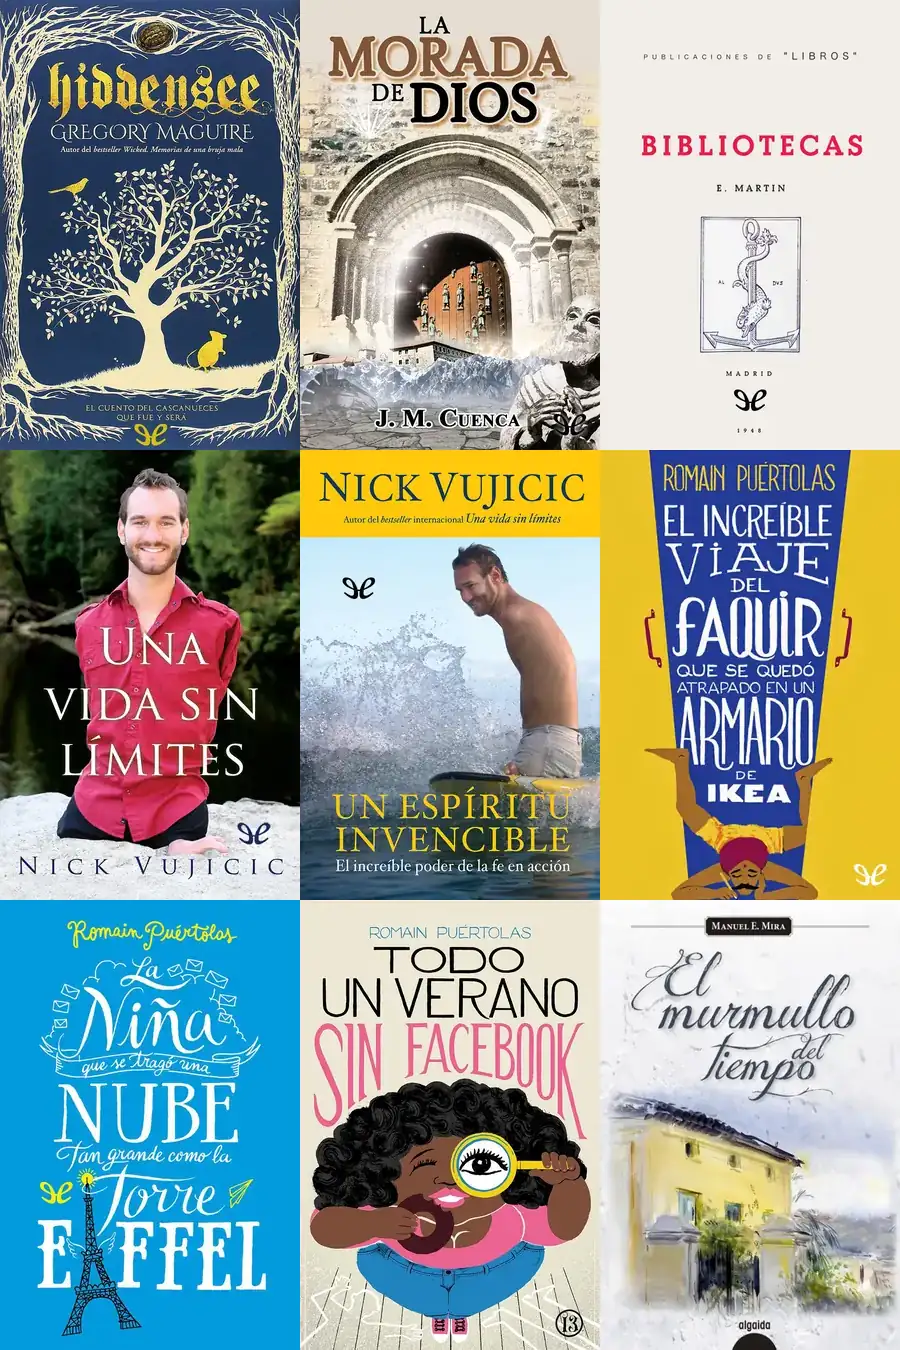 hiddensee
GREGORY MAGUIRE
Autor del bestseller Wicked. Memorias de una bruja mala
EL CUENTO DEL CASCANUECES
QUE FUE Y SERÁ
LA
MORADA
DE DIOS
J. M. CUENCA
PUBLICACIONES DE "LIBROS"
BIBLIOTECAS
E. MARTIN
AL DVS
MADRID
1948
UNA
VIDA SIN
LÍMITES
NICK VUJICIC
NICK VUJICIC
Autor del bestseller internacional Una vida sin límites
UN ESPÍRITU
INVENCIBLE
El increíble poder de la fe en acción
ROMAIN PUÉRTOLAS
EL INCREÍBLE
VIAJE
DEL
FAQUIR
QUE SE QUEDÓ
ATRAPADO EN UN
ARMARIO
DE
IKEA
Romain Puértolas
La
Niña
que se tragó una
NUBE
Tan grande como la
Torre
EIFFEL
ROMAIN PUÉRTOLAS
TODO
UN VERANO
SIN FACEBOOK
13
MANUEL E. MIRA
El
murmullo
del
Tiempo
algaida